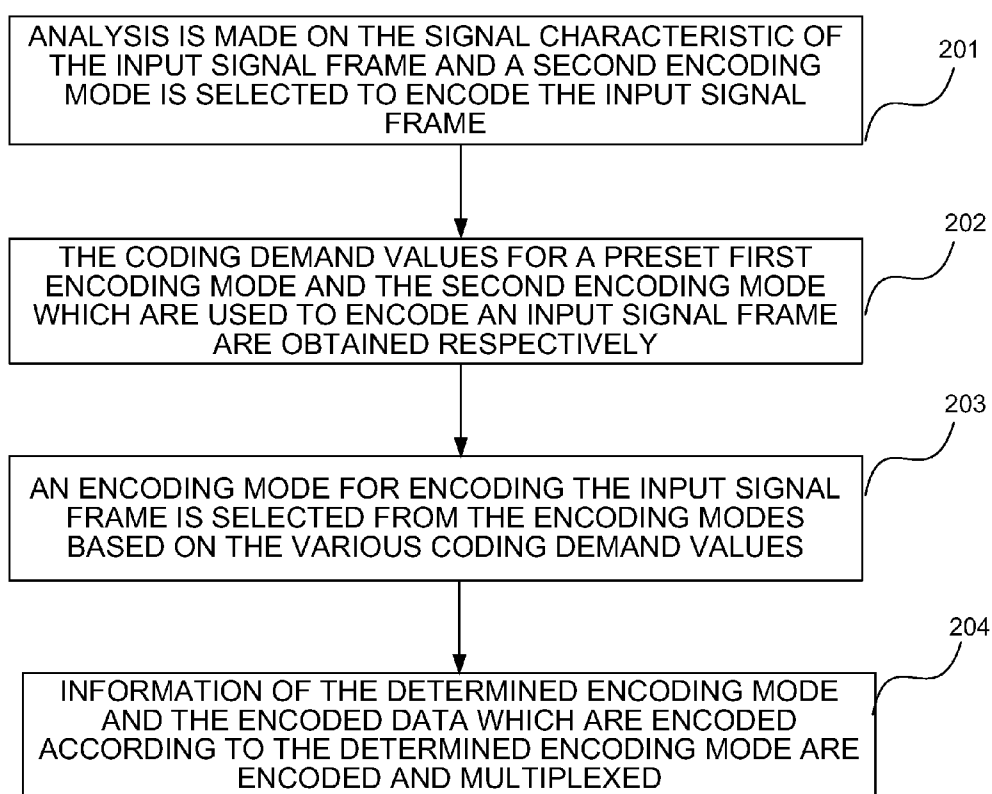 ANALYSIS IS MADE ON THE SIGNAL CHARACTERISTIC OF
THE INPUT SIGNAL FRAME AND A SECOND ENCODING
MODE IS SELECTED TO ENCODE THE INPUT SIGNAL
FRAME
201
THE CODING DEMAND VALUES FOR A PRESET FIRST
ENCODING MODE AND THE SECOND ENCODING MODE
WHICH ARE USED TO ENCODE AN INPUT SIGNAL FRAME
ARE OBTAINED RESPECTIVELY
202
AN ENCODING MODE FOR ENCODING THE INPUT SIGNAL
FRAME IS SELECTED FROM THE ENCODING MODES
BASED ON THE VARIOUS CODING DEMAND VALUES
203
INFORMATION OF THE DETERMINED ENCODING MODE
AND THE ENCODED DATA WHICH ARE ENCODED
ACCORDING TO THE DETERMINED ENCODING MODE ARE
ENCODED AND MULTIPLEXED
204